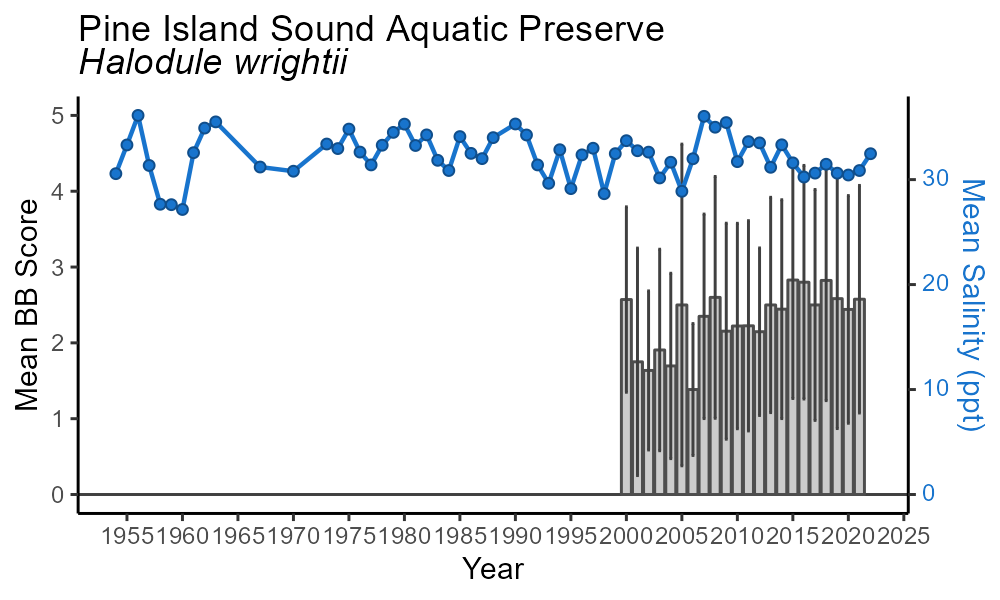 Pine Island Sound Aquatic Preserve
Halodule wrightii
Mean BB Score
5
4
3
2
1
0
30
20
10
0
Mean Salinity (ppt)
1955 1960 1965 1970 1975 1980 1985 1990 1995 2000 2005 2010 2015 2020 2025
Year